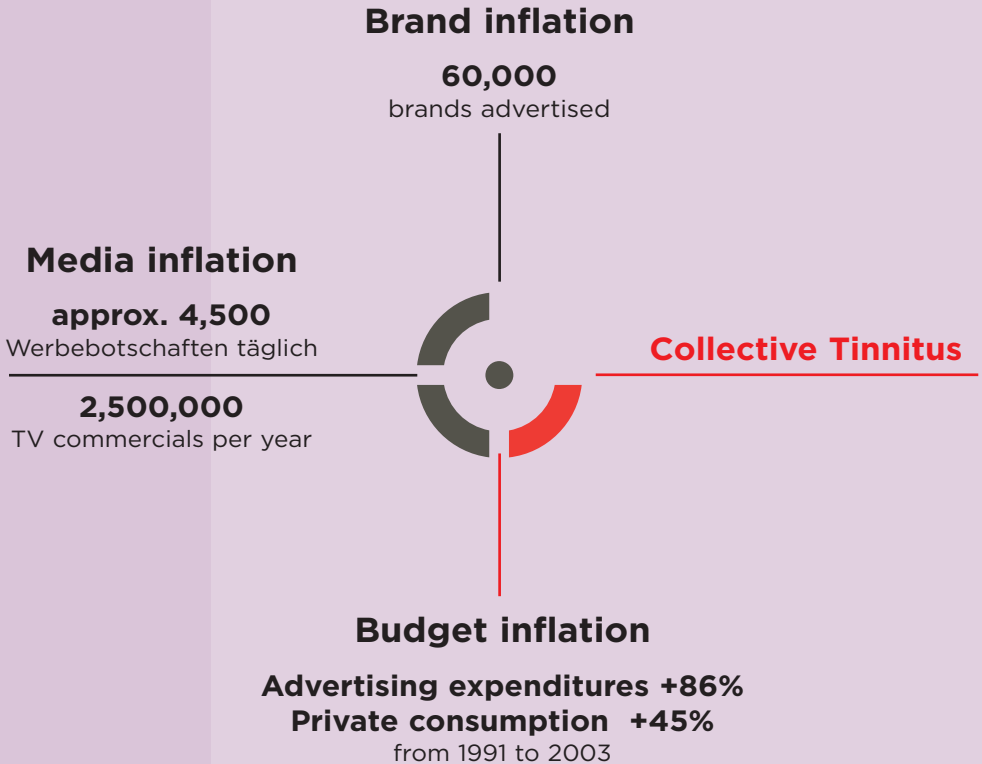 Brand inflation
60,000
brands advertised
Media inflation
approx. 4,500
Werbebotschaften täglich
2,500,000
TV commercials per year
Collective Tinnitus
Budget inflation
Advertising expenditures +86%
Private consumption +45%
from 1991 to 2003